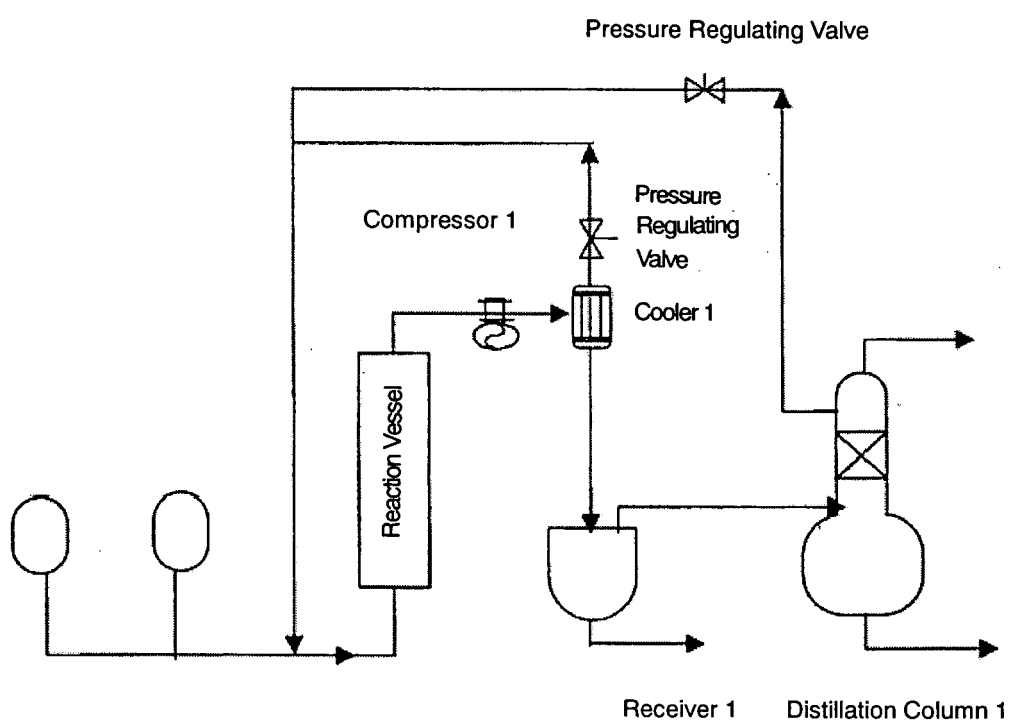 Pressure Regulating Valve
Pressure
Regulating
Valve
Compressor 1
Cooler 1
Reaction Vessel
Receiver 1
Distillation Column 1